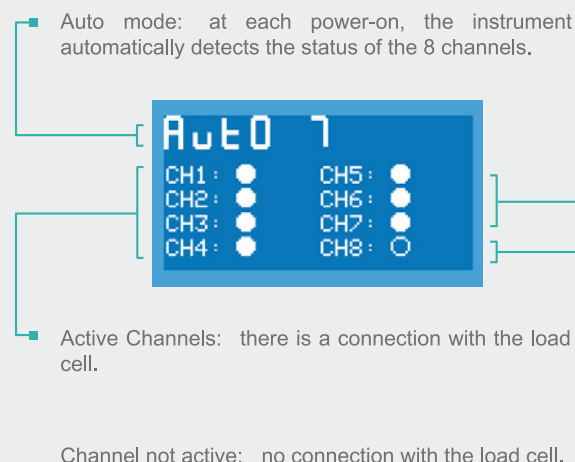 Auto mode: at each power-on, the instrument
automatically detects the status of the 8 channels.
AutO 7
CH1: CH5:
CH2: CH6:
CH3: CH7:
CH4: CH8:
Active Channels: there is a connection with the load
cell.
Channel not active: no connection with the load cell.